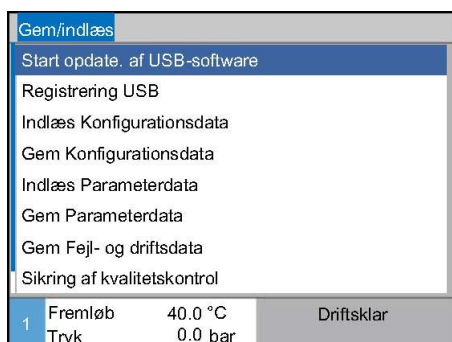 Gem/indlæs
Start opdate. af USB-software
Registrering USB
Indlæs Konfigurationsdata
Gem Konfigurationsdata
Indlæs Parameterdata
Gem Parameterdata
Gem Fejl- og driftsdata
Sikring af kvalitetskontrol
1 Fremløb 40.0 °C Driftsklar
Tryk 0.0 bar